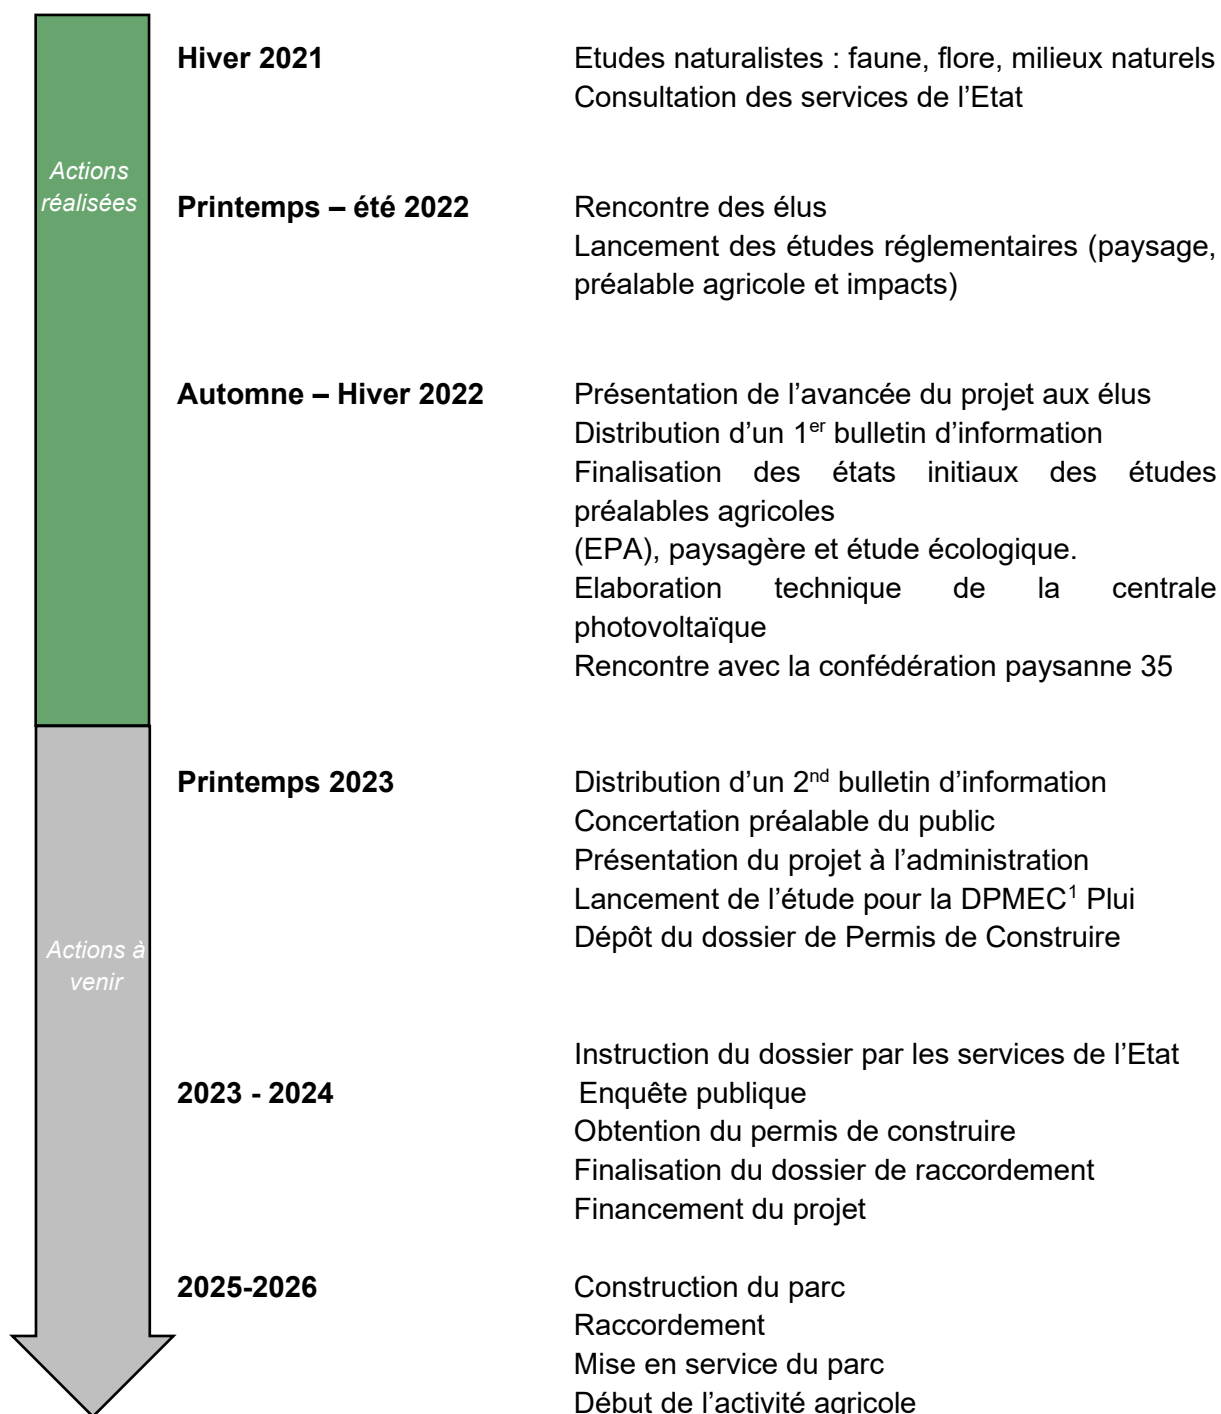 Hiver 2021
Etudes naturalistes : faune, flore, milieux naturels
Consultation des services de l’Etat
Actions
réalisées
Printemps – été 2022
Rencontre des élus
Lancement des études réglementaires (paysage,
préalable agricole et impacts)
Automne – Hiver 2022
Présentation de l’avancée du projet aux élus
Distribution d’un 1er bulletin d’information
Finalisation des états initiaux des études
préalables agricoles
(EPA), paysagère et étude écologique.
Elaboration technique de la centrale
photovoltaïque
Rencontre avec la confédération paysanne 35
Printemps 2023
Distribution d’un 2nd bulletin d’information
Concertation préalable du public
Présentation du projet à l’administration
Lancement de l’étude pour la DPMEC1 Plui
Dépôt du dossier de Permis de Construire
Actions à
venir
2023 - 2024
Instruction du dossier par les services de l’Etat
Enquête publique
Obtention du permis de construire
Finalisation du dossier de raccordement
Financement du projet
2025-2026
Construction du parc
Raccordement
Mise en service du parc
Début de l’activité agricole